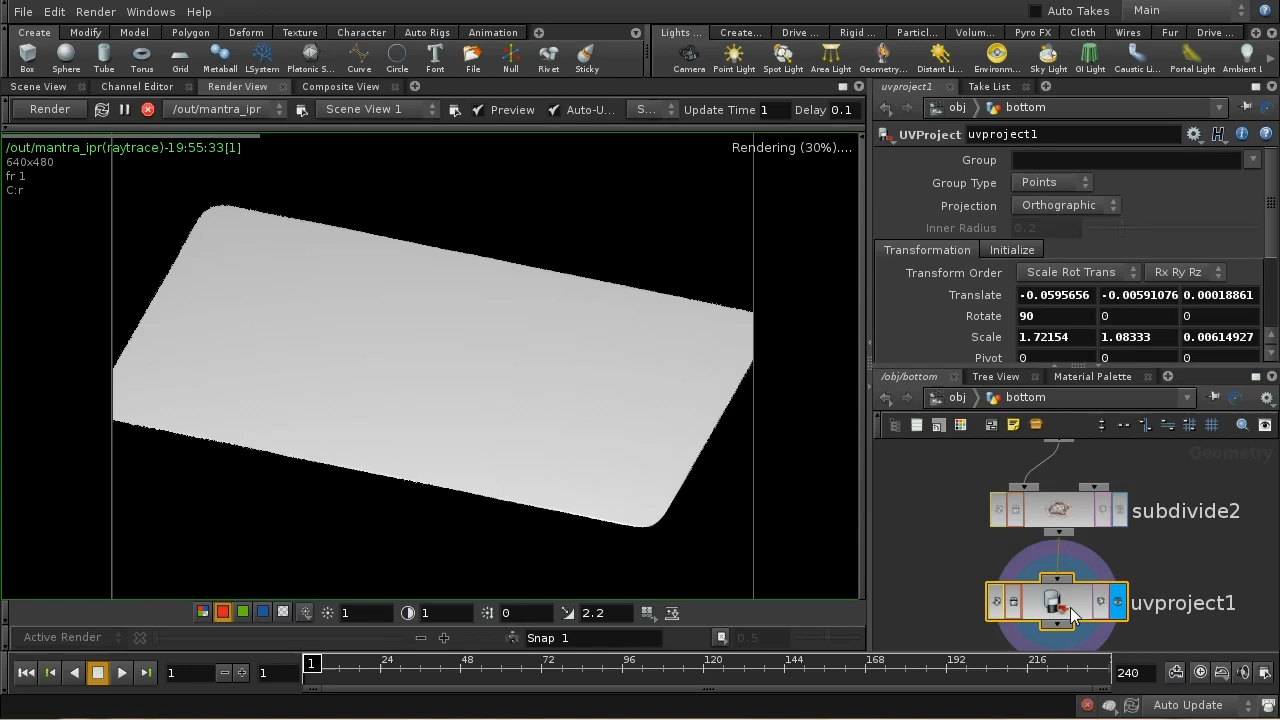 File Edit Render Windows Help Auto Takes Main
Create Modify Model Polygon Deform Texture Character Auto Rigs Animation Lights ... Create... Drive ... Rigid ... Particl... Volum... Pyro FX Cloth Wires Fur Drive ...
Box Sphere Tube Torus Grid Metaball LSystem Platonic S... Curve Circle Font File Null Rivet Sticky Camera Point Light Spot Light Area Light Geometry... Distant Li... Environm... Sky Light GI Light Caustic Li... Portal Light Ambient L
Scene View Channel Editor Render View Composite View uvproject1 Take List
Render /out/mantra_ipr Scene View 1 Preview Auto-U... S... Update Time 1 Delay 0.1 obj bottom
UVProject uvproject1
/out/mantra_ipr(raytrace)-19:55:33[1] Rendering (30%)....
640x480
fr 1
C:r
Group
Group Type Points
Projection Orthographic
Inner Radius 0.2
Transformation Initialize
Transform Order Scale Rot Trans Rx Ry Rz
Translate -0.0595656 -0.00591076 0.00018861
Rotate 90 0 0
Scale 1.72154 1.08333 0.00614927
Pivot 0 0 0
/obj/bottom Tree View Material Palette
obj bottom
Geometry
subdivide2
uvproject1
1 1 0 2.2
Active Render Snap 1 0.5
1 1 1 24 48 72 96 120 144 168 192 216 240
Auto Update